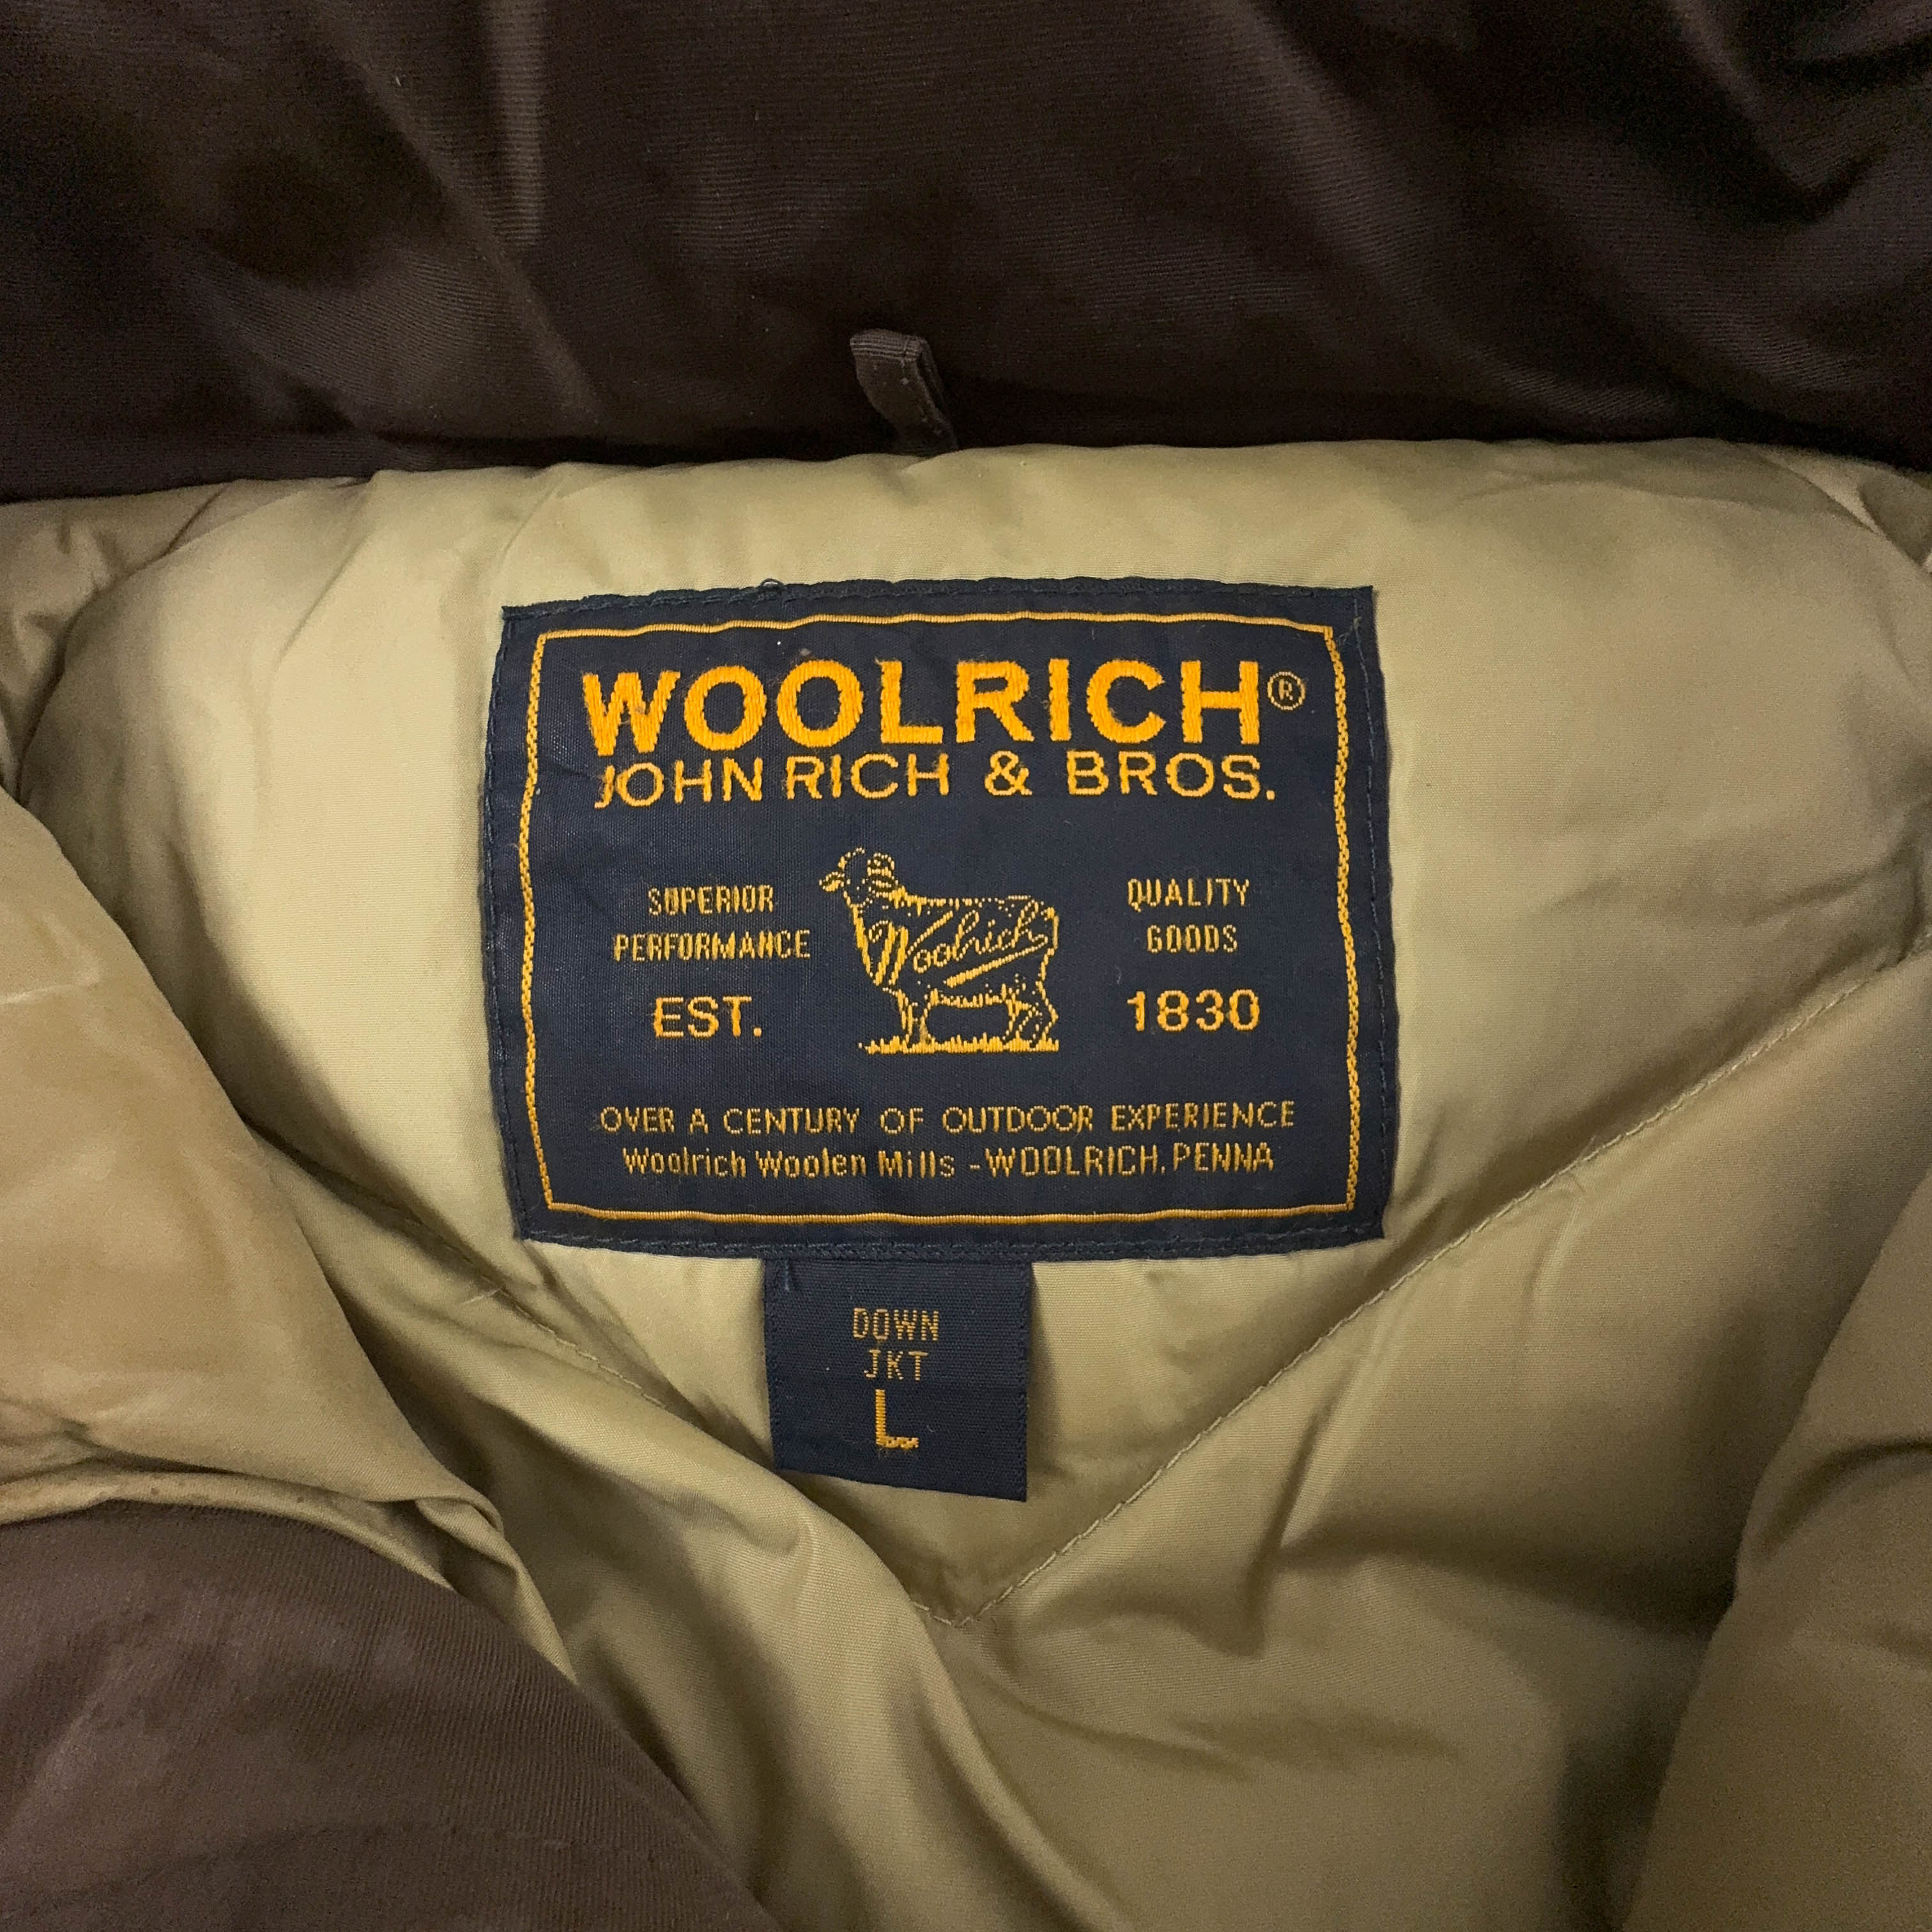 WOOLRICH®
JOHN RICH & BROS.
SUPERIOR
PERFORMANCE
EST.
Woolrich
QUALITY
GOODS
1830
OVER A CENTURY OF OUTDOOR EXPERIENCE
Woolrich Woolen Mills - WOOLRICH, PENNA
DOWN
JKT
L